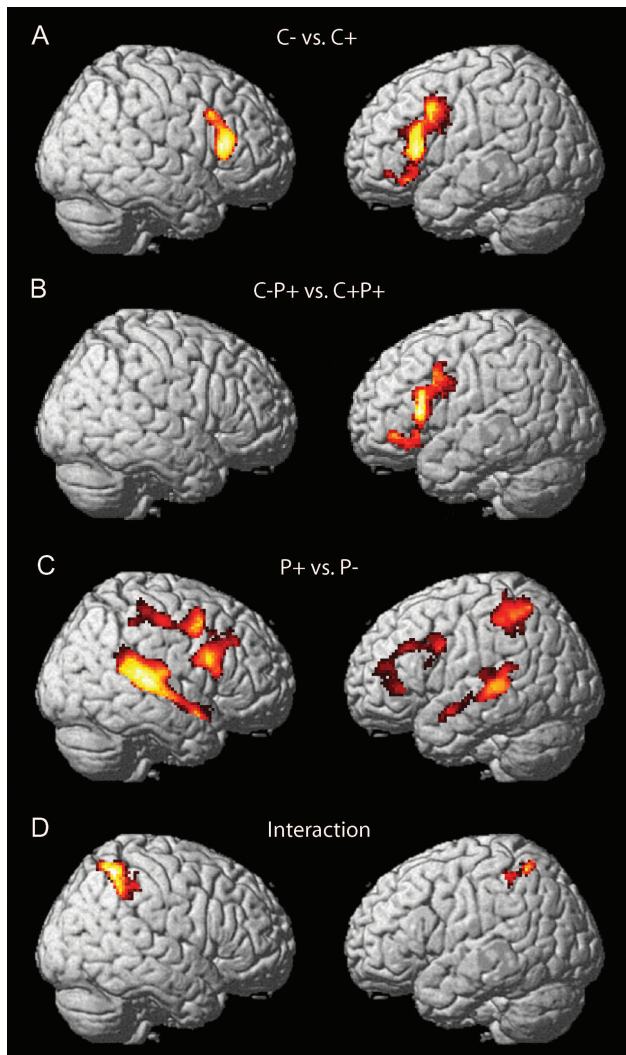 A
C- vs. C+
B
C-P+ vs. C+P+
C
P+ vs. P-
D
Interaction